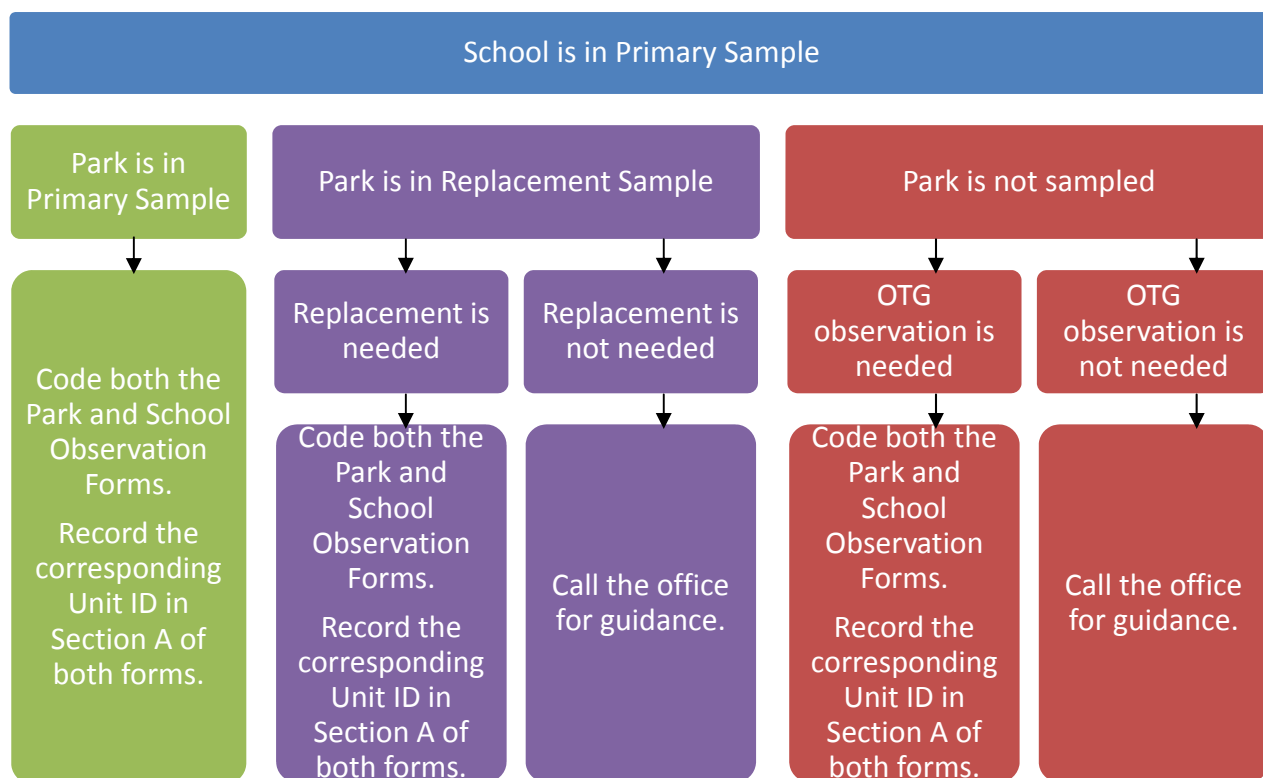 School is in Primary Sample
Park is in
Primary Sample
Code both the
Park and School
Observation
Forms.
Record the
corresponding
Unit ID in
Section A of
both forms.
Park is in Replacement Sample
Replacement is
needed
Code both the
Park and
School
Observation
Forms.
Record the
corresponding
Unit ID in
Section A of
both forms.
Replacement is
not needed
Call the office
for guidance.
Park is not sampled
OTG
observation is
needed
Code both the
Park and
School
Observation
Forms.
Record the
corresponding
Unit ID in
Section A of
both forms.
OTG
observation is
not needed
Call the office
for guidance.